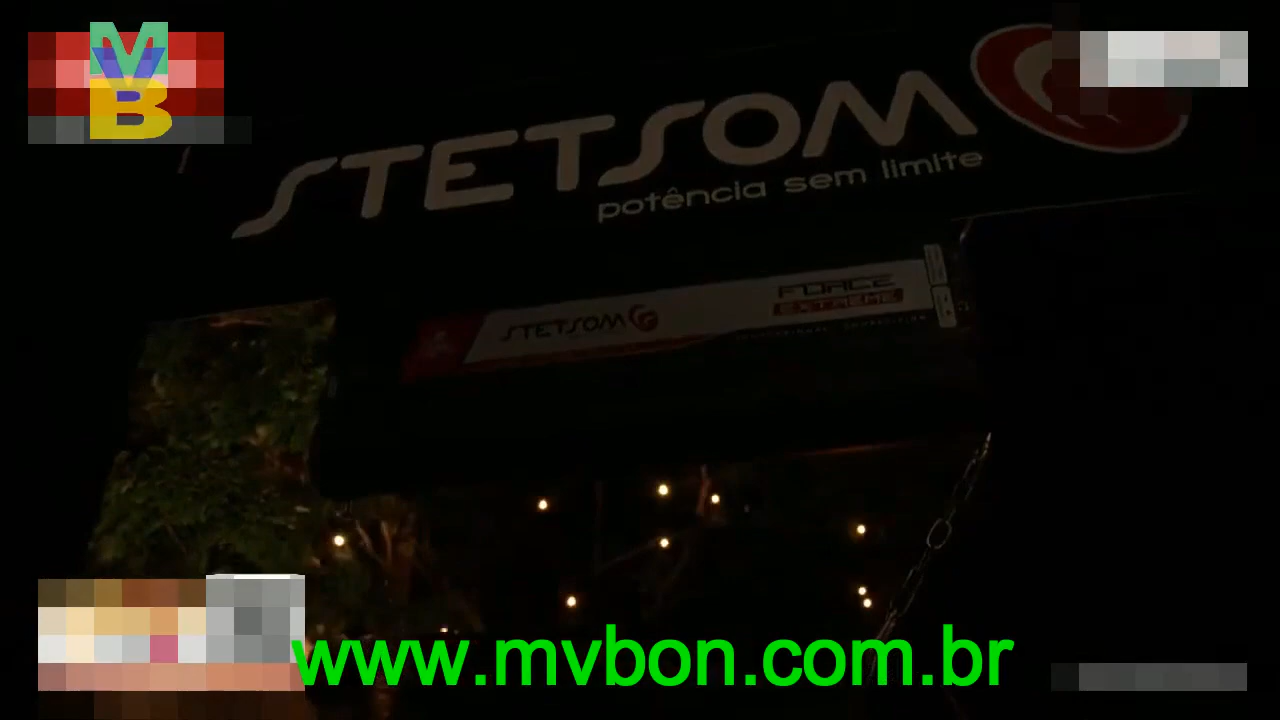 MVB
STETSOM
potência sem limite
STETSOM
FORCE
EXTREME
www.mvbon.com.br